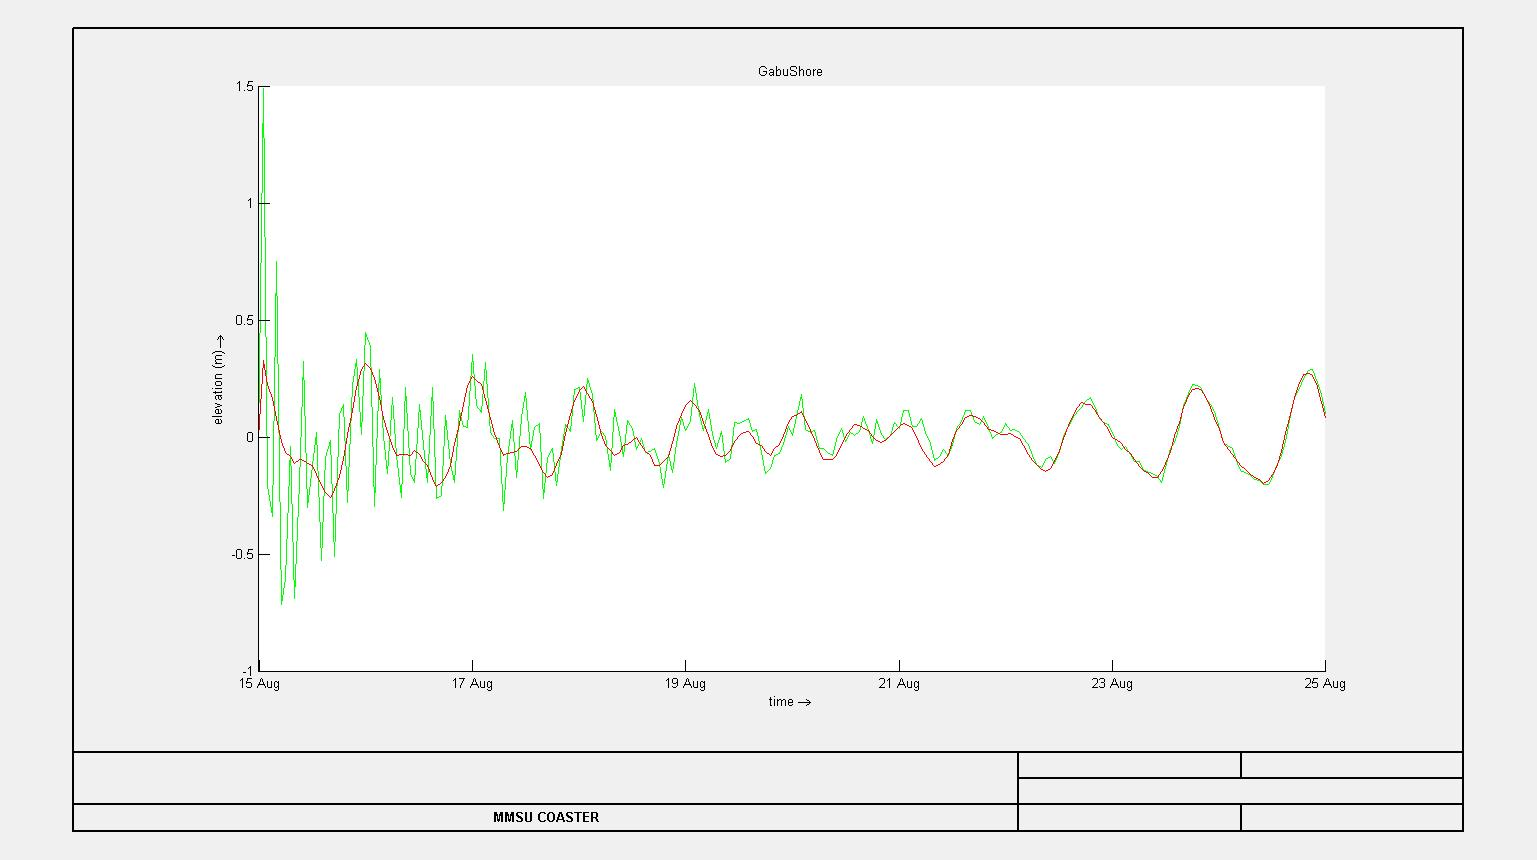 GabuShore
1.5
1
0.5
0
-0.5
-1
elevation (m) →
15 Aug 17 Aug 19 Aug 21 Aug 23 Aug 25 Aug
time →
MMSU COASTER